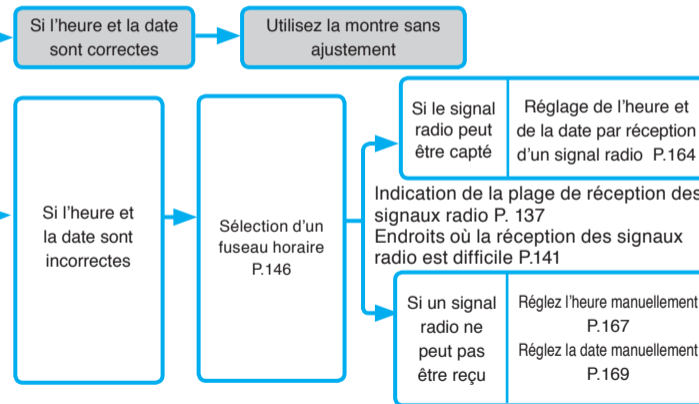 Si l'heure et la date
sont correctes
Utilisez la montre sans
ajustement
Si l'heure et
la date sont
incorrectes
Sélection d'un
fuseau horaire
P.146
Si le signal
radio peut
être capté
Réglage de l'heure et
de la date par réception
d'un signal radio P.164
Indication de la plage de réception des
signaux radio P. 137
Endroits où la réception des signaux
radio est difficile P.141
Si un signal
radio ne
peut pas
être reçu
Réglez l'heure manuellement
P.167
Réglez la date manuellement
P.169